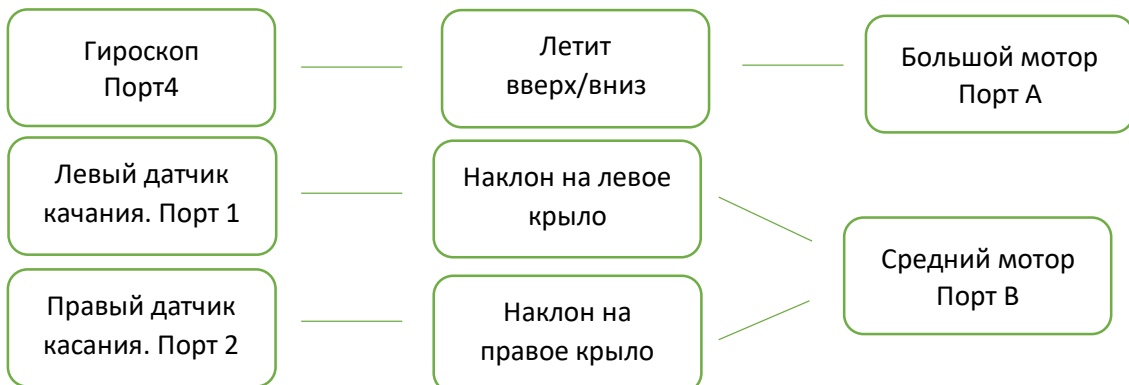 Гироскоп
Порт4
Летит
вверх/вниз
Большой мотор
Порт А
Левый датчик
качания. Порт 1
Наклон на левое
крыло
Средний мотор
Порт В
Правый датчик
касания. Порт 2
Наклон на
правое крыло